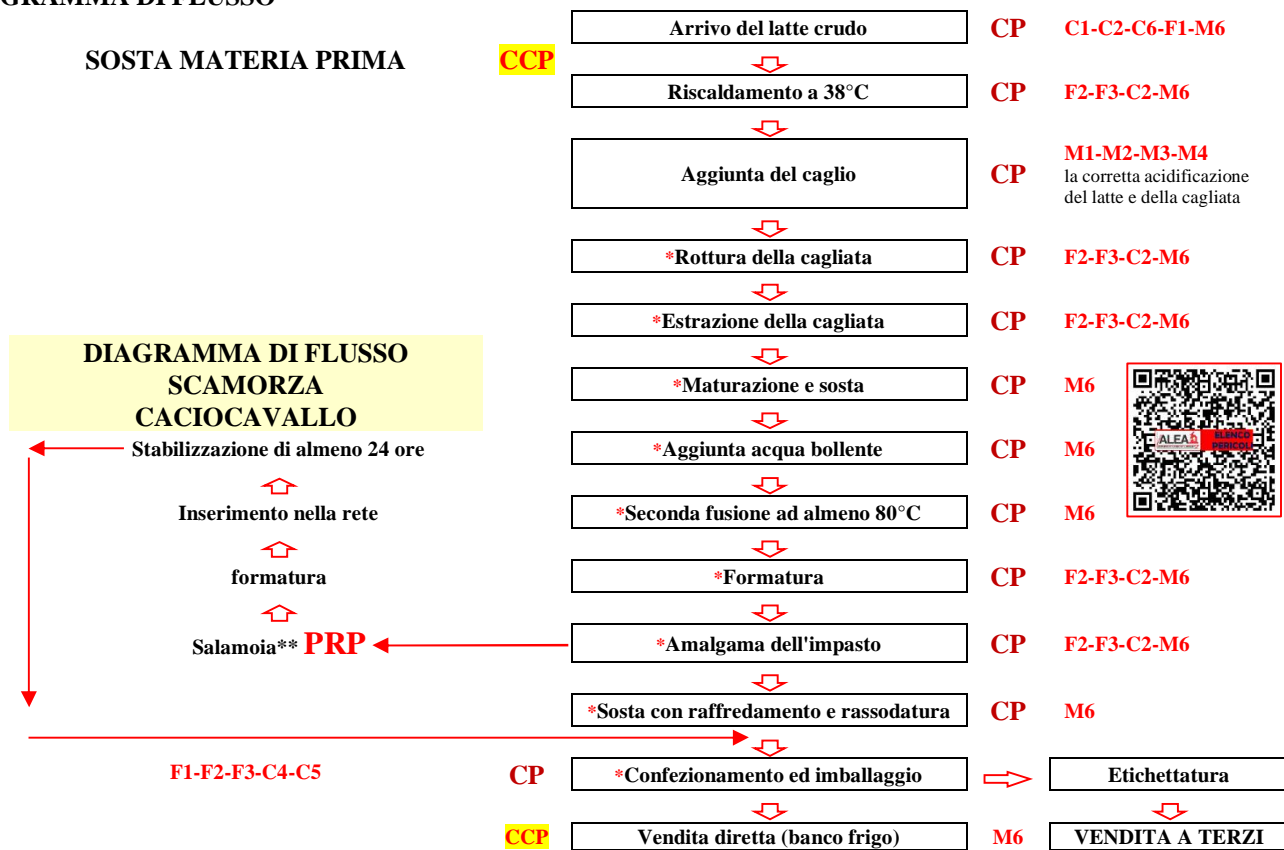 GRAMMA DI FLUSSO
Arrivo del latte crudo CP C1-C2-C6-F1-M6
SOSTA MATERIA PRIMA CCP
Riscaldamento a 38°C CP F2-F3-C2-M6
Aggiunta del caglio CP M1-M2-M3-M4
la corretta acidificazione
del latte e della cagliata
*Rottura della cagliata CP F2-F3-C2-M6
*Estrazione della cagliata CP F2-F3-C2-M6
DIAGRAMMA DI FLUSSO
SCAMORZA
CACIOCAVALLO
*Maturazione e sosta CP M6
Stabilizzazione di almeno 24 ore
*Aggiunta acqua bollente CP M6
ALEA
ELENCO
PERICOLI
Inserimento nella rete
*Seconda fusione ad almeno 80°C CP M6
formatura
*Formatura CP F2-F3-C2-M6
Salamoia** PRP
*Amalgama dell'impasto CP F2-F3-C2-M6
*Sosta con raffredamento e rassodatura CP M6
F1-F2-F3-C4-C5 CP *Confezionamento ed imballaggio Etichettatura
CCP Vendita diretta (banco frigo) M6 VENDITA A TERZI